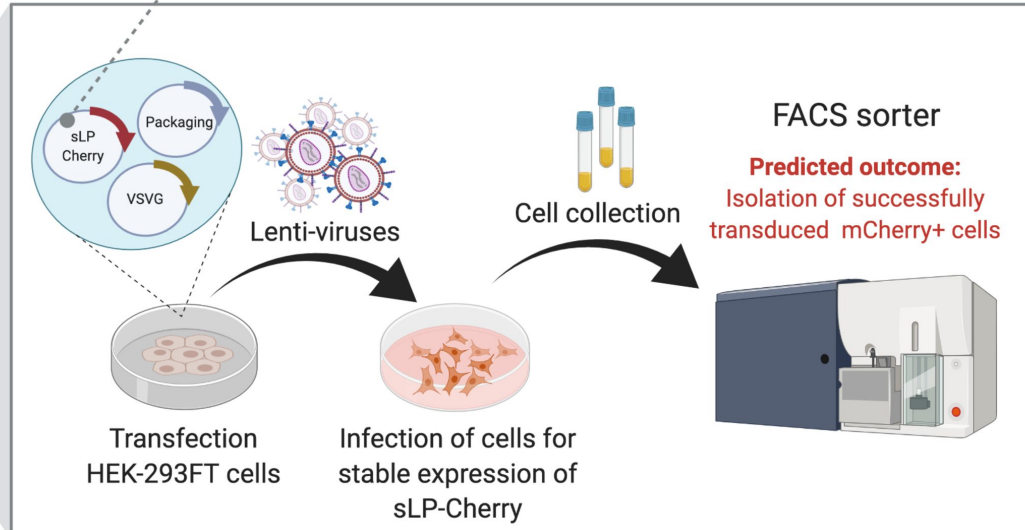 sLP
Cherry
Packaging
VSVG
Lenti-viruses
Cell collection
FACS sorter
Predicted outcome:
Isolation of successfully
transduced mCherry+ cells
Transfection
HEK-293FT cells
Infection of cells for
stable expression of
sLP-Cherry